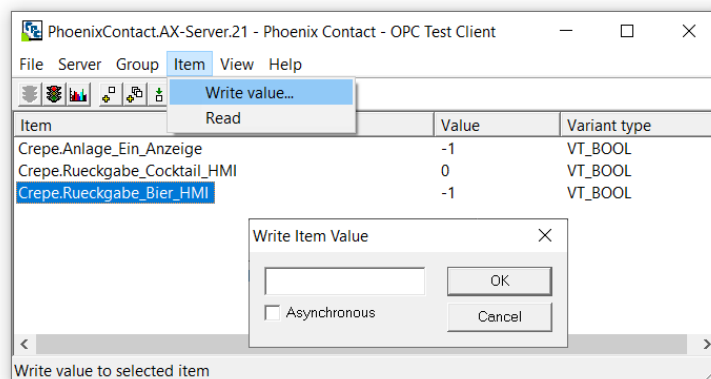 PhoenixContact.AX-Server.21 - Phoenix Contact - OPC Test Client
File Server Group Item View Help
Write value...
Read
Item Value Variant type
Crepe.Anlage_Ein_Anzeige -1 VT_BOOL
Crepe.Rueckgabe_Cocktail_HMI 0 VT_BOOL
Crepe.Rueckgabe_Bier_HMI -1 VT_BOOL
Write Item Value
OK
Asynchronous
Cancel
Write value to selected item